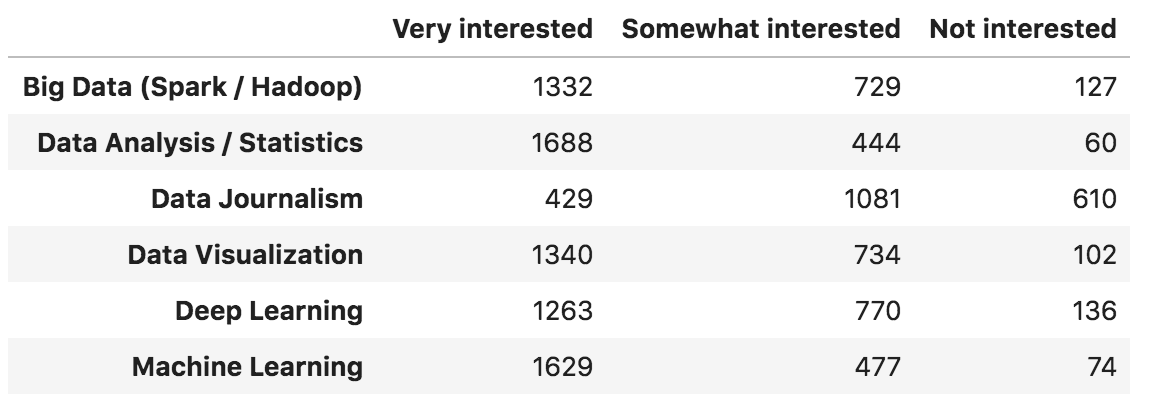 Very interested Somewhat interested Not interested
Big Data (Spark / Hadoop) 1332 729 127
Data Analysis / Statistics 1688 444 60
Data Journalism 429 1081 610
Data Visualization 1340 734 102
Deep Learning 1263 770 136
Machine Learning 1629 477 74